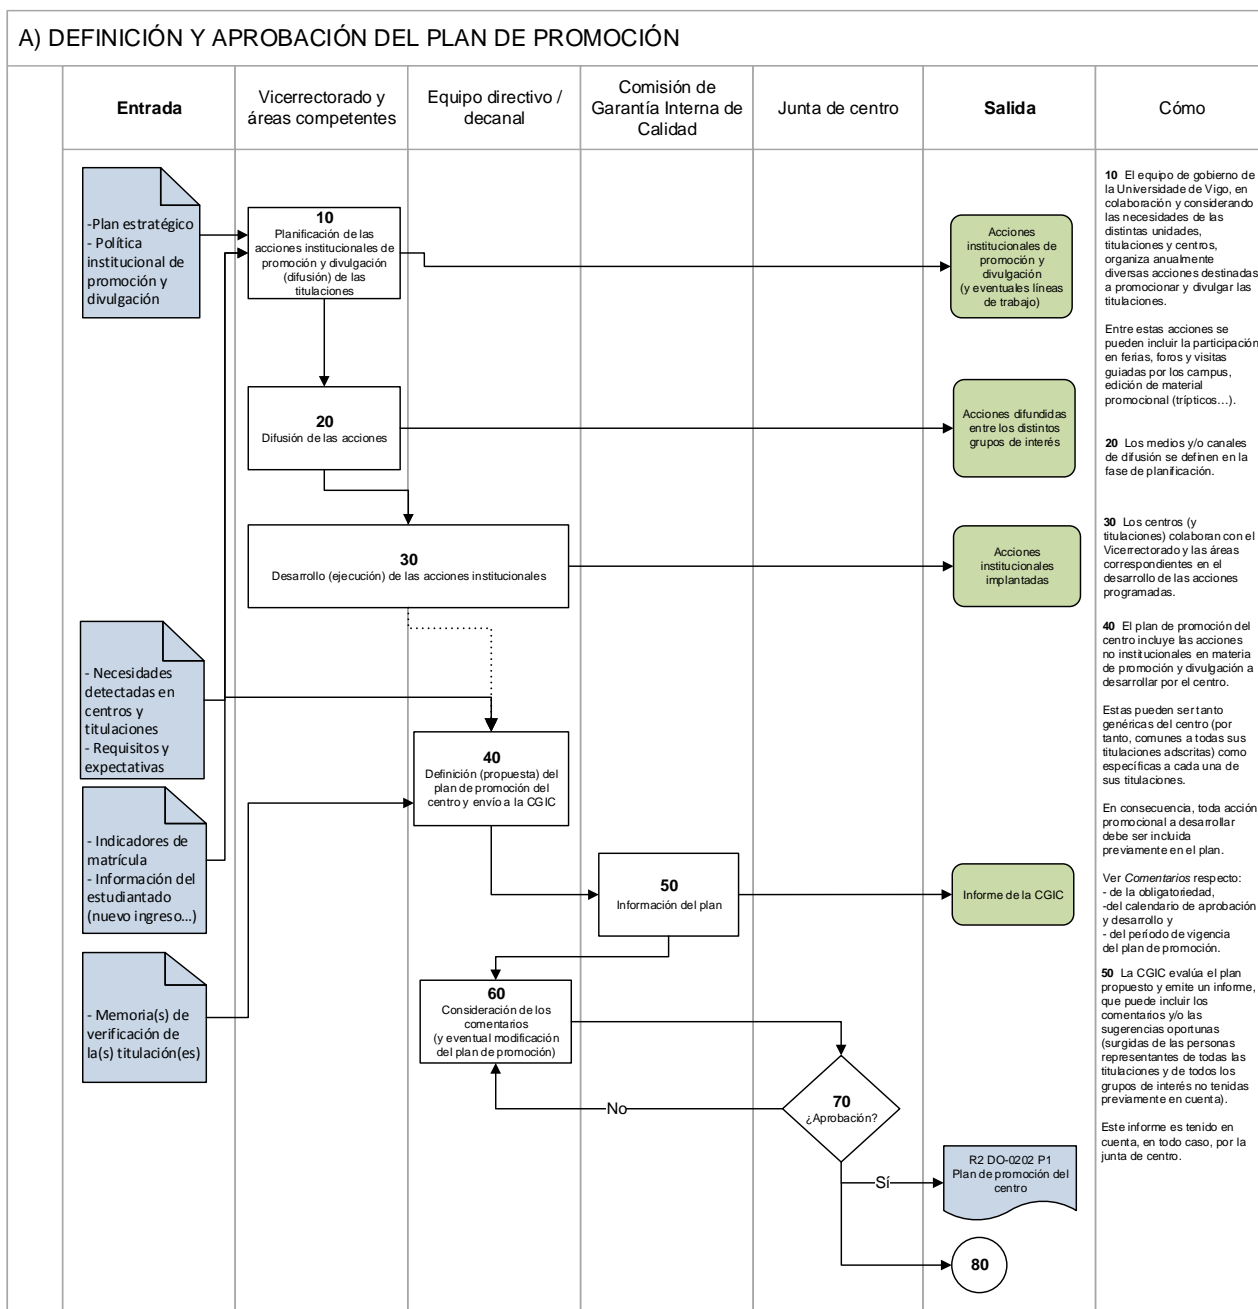 A) DEFINICIÓN Y APROBACIÓN DEL PLAN DE PROMOCIÓN
Entrada
Vicerrectorado y
áreas competentes
Equipo directivo /
decanal
Comisión de
Garantía Interna de
Calidad
Junta de centro
Salida
Cómo
-Plan estratégico
- Política
institucional de
promoción y
divulgación
10
Planificación de las
acciones institucionales de
promoción y divulgación
(difusión) de las
titulaciones
Acciones
institucionales de
promoción y
divulgación
(y eventuales líneas
de trabajo)
20
Difusión de las acciones
Acciones difundidas
entre los distintos
grupos de interés
30
Desarrollo (ejecución) de las acciones institucionales
Acciones
institucionales
implantadas
- Necesidades
detectadas en
centros y
titulaciones
- Requisitos y
expectativas
40
Definición (propuesta) del
plan de promoción del
centro y envío a la CGIC
- Indicadores de
matrícula
- Información del
estudiantado
(nuevo ingreso...)
50
Información del plan
Informe de la CGIC
- Memoria(s) de
verificación de
la(s) titulación(es)
60
Consideración de los
comentarios
(y eventual modificación
del plan de promoción)
70
¿Aprobación?
No
Sí
R2 DO-0202 P1
Plan de promoción del
centro
80
10 El equipo de gobierno de
la Universidade de Vigo, en
colaboración y considerando
las necesidades de las
distintas unidades,
titulaciones y centros,
organiza anualmente
diversas acciones destinadas
a promocionar y divulgar las
titulaciones.
Entre estas acciones se
pueden incluir la participación
en ferias, foros y visitas
guiadas por los campus,
edición de material
promocional (trípticos...).
20 Los medios y/o canales
de difusión se definen en la
fase de planificación.
30 Los centros (y
titulaciones) colaboran con el
Vicerrectorado y las áreas
correspondientes en el
desarrollo de las acciones
programadas.
40 El plan de promoción del
centro incluye las acciones
no institucionales en materia
de promoción y divulgación a
desarrollar por el centro.
Estas pueden ser tanto
genéricas del centro (por
tanto, comunes a todas sus
titulaciones adscritas) como
específicas a cada una de
sus titulaciones.
En consecuencia, toda acción
promocional a desarrollar
debe ser incluida
previamente en el plan.
Ver Comentarios respecto:
- de la obligatoriedad,
-del calendario de aprobación
y desarrollo y
- del período de vigencia
del plan de promoción.
50 La CGIC evalúa el plan
propuesto y emite un informe,
que puede incluir los
comentarios y/o las
sugerencias oportunas
(surgidas de las personas
representantes de todas las
titulaciones y de todos los
grupos de interés no tenidas
previamente en cuenta).
Este informe es tenido en
cuenta, en todo caso, por la
junta de centro.